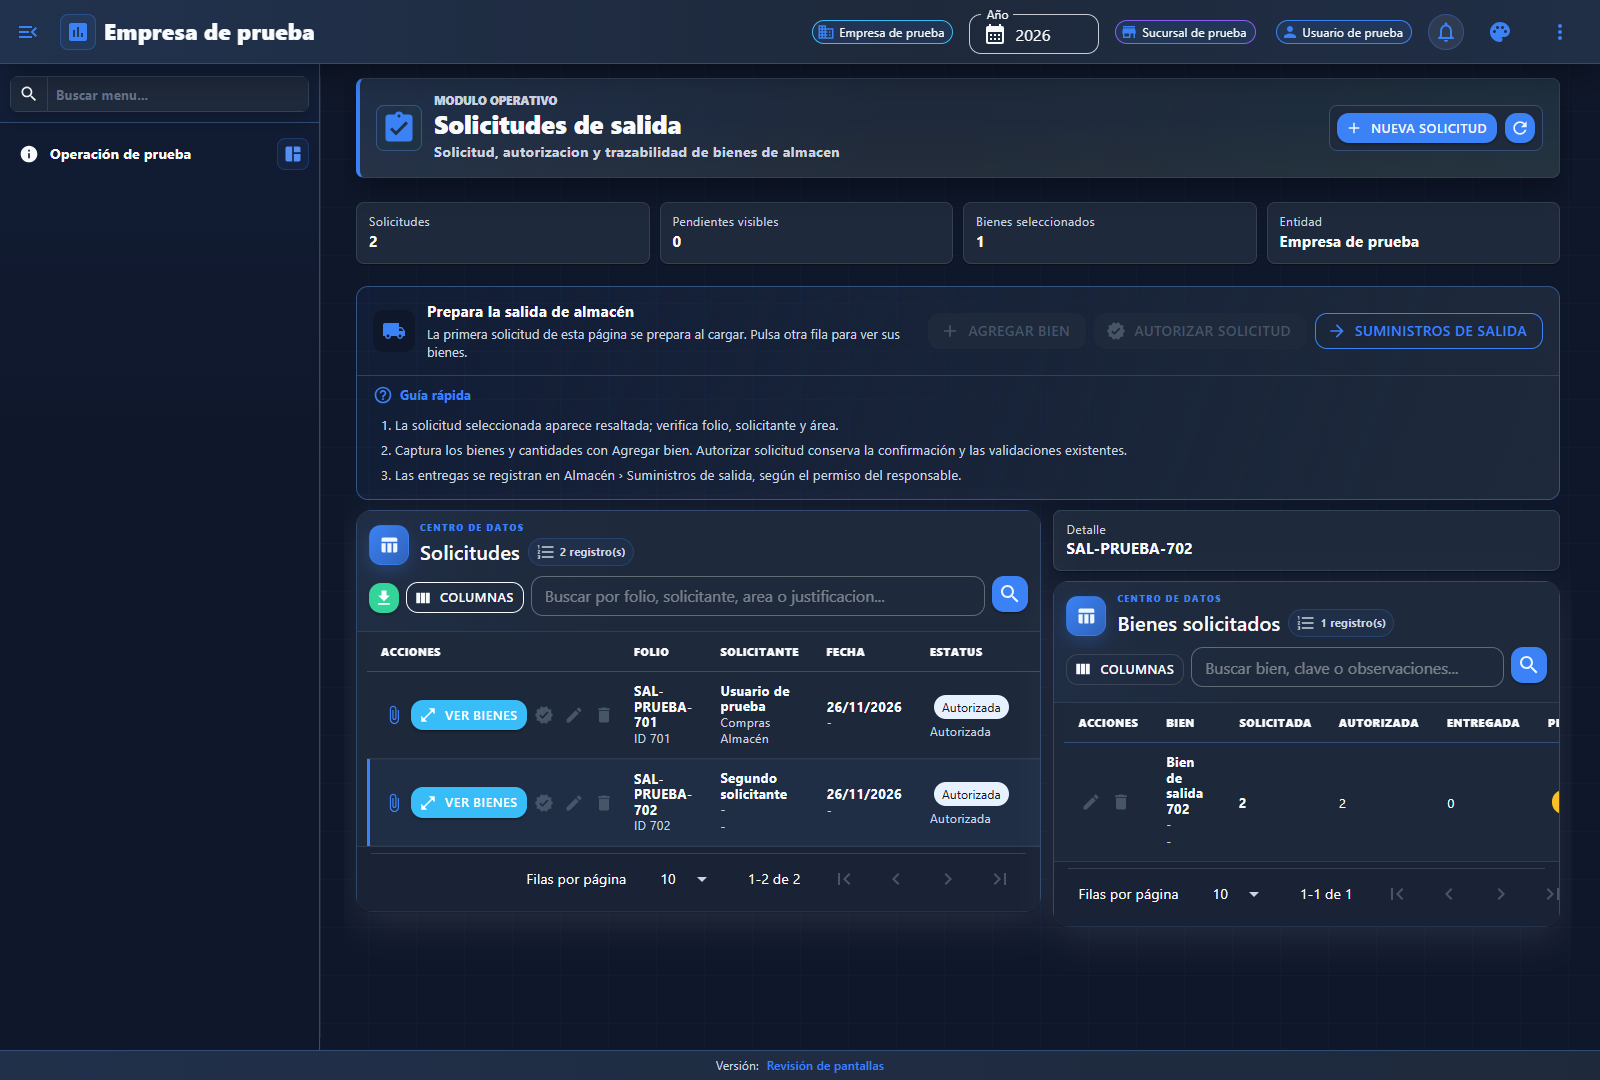 Empresa de prueba
Empresa de prueba
Año
2026
Sucursal de prueba
Usuario de prueba
Buscar menu...
Operación de prueba
MODULO OPERATIVO
Solicitudes de salida
Solicitud, autorizacion y trazabilidad de bienes de almacen
NUEVA SOLICITUD
Solicitudes
2
Pendientes visibles
0
Bienes seleccionados
1
Entidad
Empresa de prueba
Prepara la salida de almacén
La primera solicitud de esta página se prepara al cargar. Pulsa otra fila para ver sus
bienes.
AGREGAR BIEN
AUTORIZAR SOLICITUD
SUMINISTROS DE SALIDA
Guía rápida
1. La solicitud seleccionada aparece resaltada; verifica folio, solicitante y área.
2. Captura los bienes y cantidades con Agregar bien. Autorizar solicitud conserva la confirmación y las validaciones existentes.
3. Las entregas se registran en Almacén › Suministros de salida, según el permiso del responsable.
CENTRO DE DATOS
Solicitudes
2 registro(s)
COLUMNAS
Buscar por folio, solicitante, area o justificacion...
ACCIONES FOLIO SOLICITANTE FECHA ESTATUS
VER BIENES
SAL-
PRUEBA-
701
ID 701
Usuario de
prueba
Compras
Almacén
26/11/2026
-
Autorizada
Autorizada
VER BIENES
SAL-
PRUEBA-
702
ID 702
Segundo
solicitante
-
-
26/11/2026
-
Autorizada
Autorizada
Filas por página 10 1-2 de 2
Detalle
SAL-PRUEBA-702
CENTRO DE DATOS
Bienes solicitados
1 registro(s)
COLUMNAS
Buscar bien, clave o observaciones...
ACCIONES BIEN SOLICITADA AUTORIZADA ENTREGADA
Bien
de
salida
702
-
-
2
2
0
Filas por página 10 1-1 de 1
Versión: Revisión de pantallas